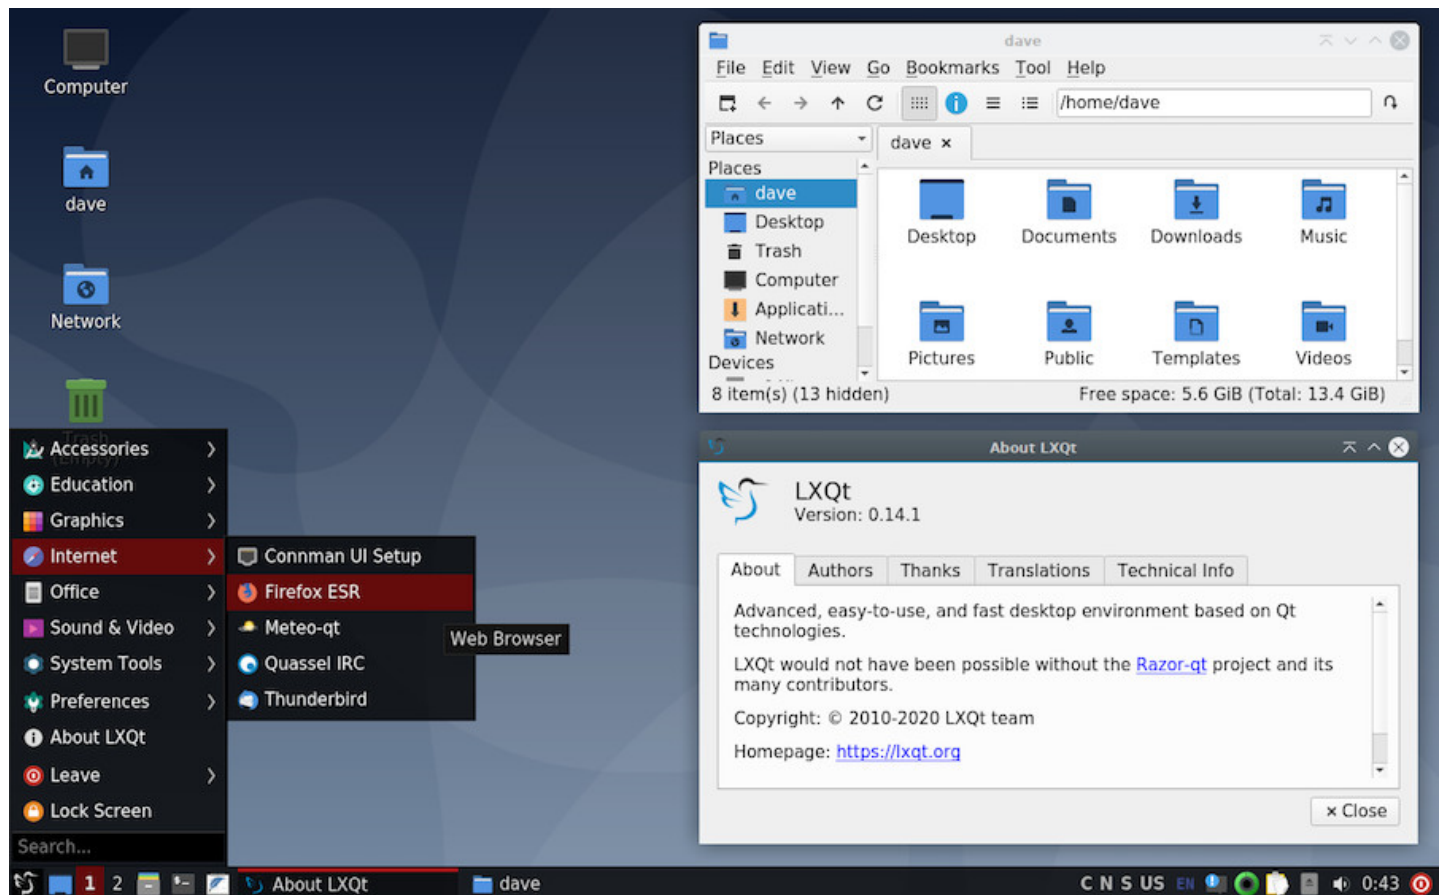 Computer
dave
Network
Trash
(Empty)
Accessories
Education
Graphics
Internet
Office
Sound & Video
System Tools
Preferences
About LXQt
Leave
Lock Screen
Search...
Connman UI Setup
Firefox ESR
Meteo-qt
Quassel IRC
Thunderbird
Web Browser
dave
File Edit View Go Bookmarks Tool Help
/home/dave
Places
dave
Places
dave
Desktop
Trash
Computer
Applicati...
Network
Devices
Desktop Documents Downloads Music
Pictures Public Templates Videos
8 item(s) (13 hidden) Free space: 5.6 GiB (Total: 13.4 GiB)
About LXQt
LXQt
Version: 0.14.1
About Authors Thanks Translations Technical Info
Advanced, easy-to-use, and fast desktop environment based on Qt
technologies.
LXQt would not have been possible without the Razor-qt project and its
many contributors.
Copyright: © 2010-2020 LXQt team
Homepage: https://lxqt.org
Close
1 2 About LXQt dave C N S US EN 0:43